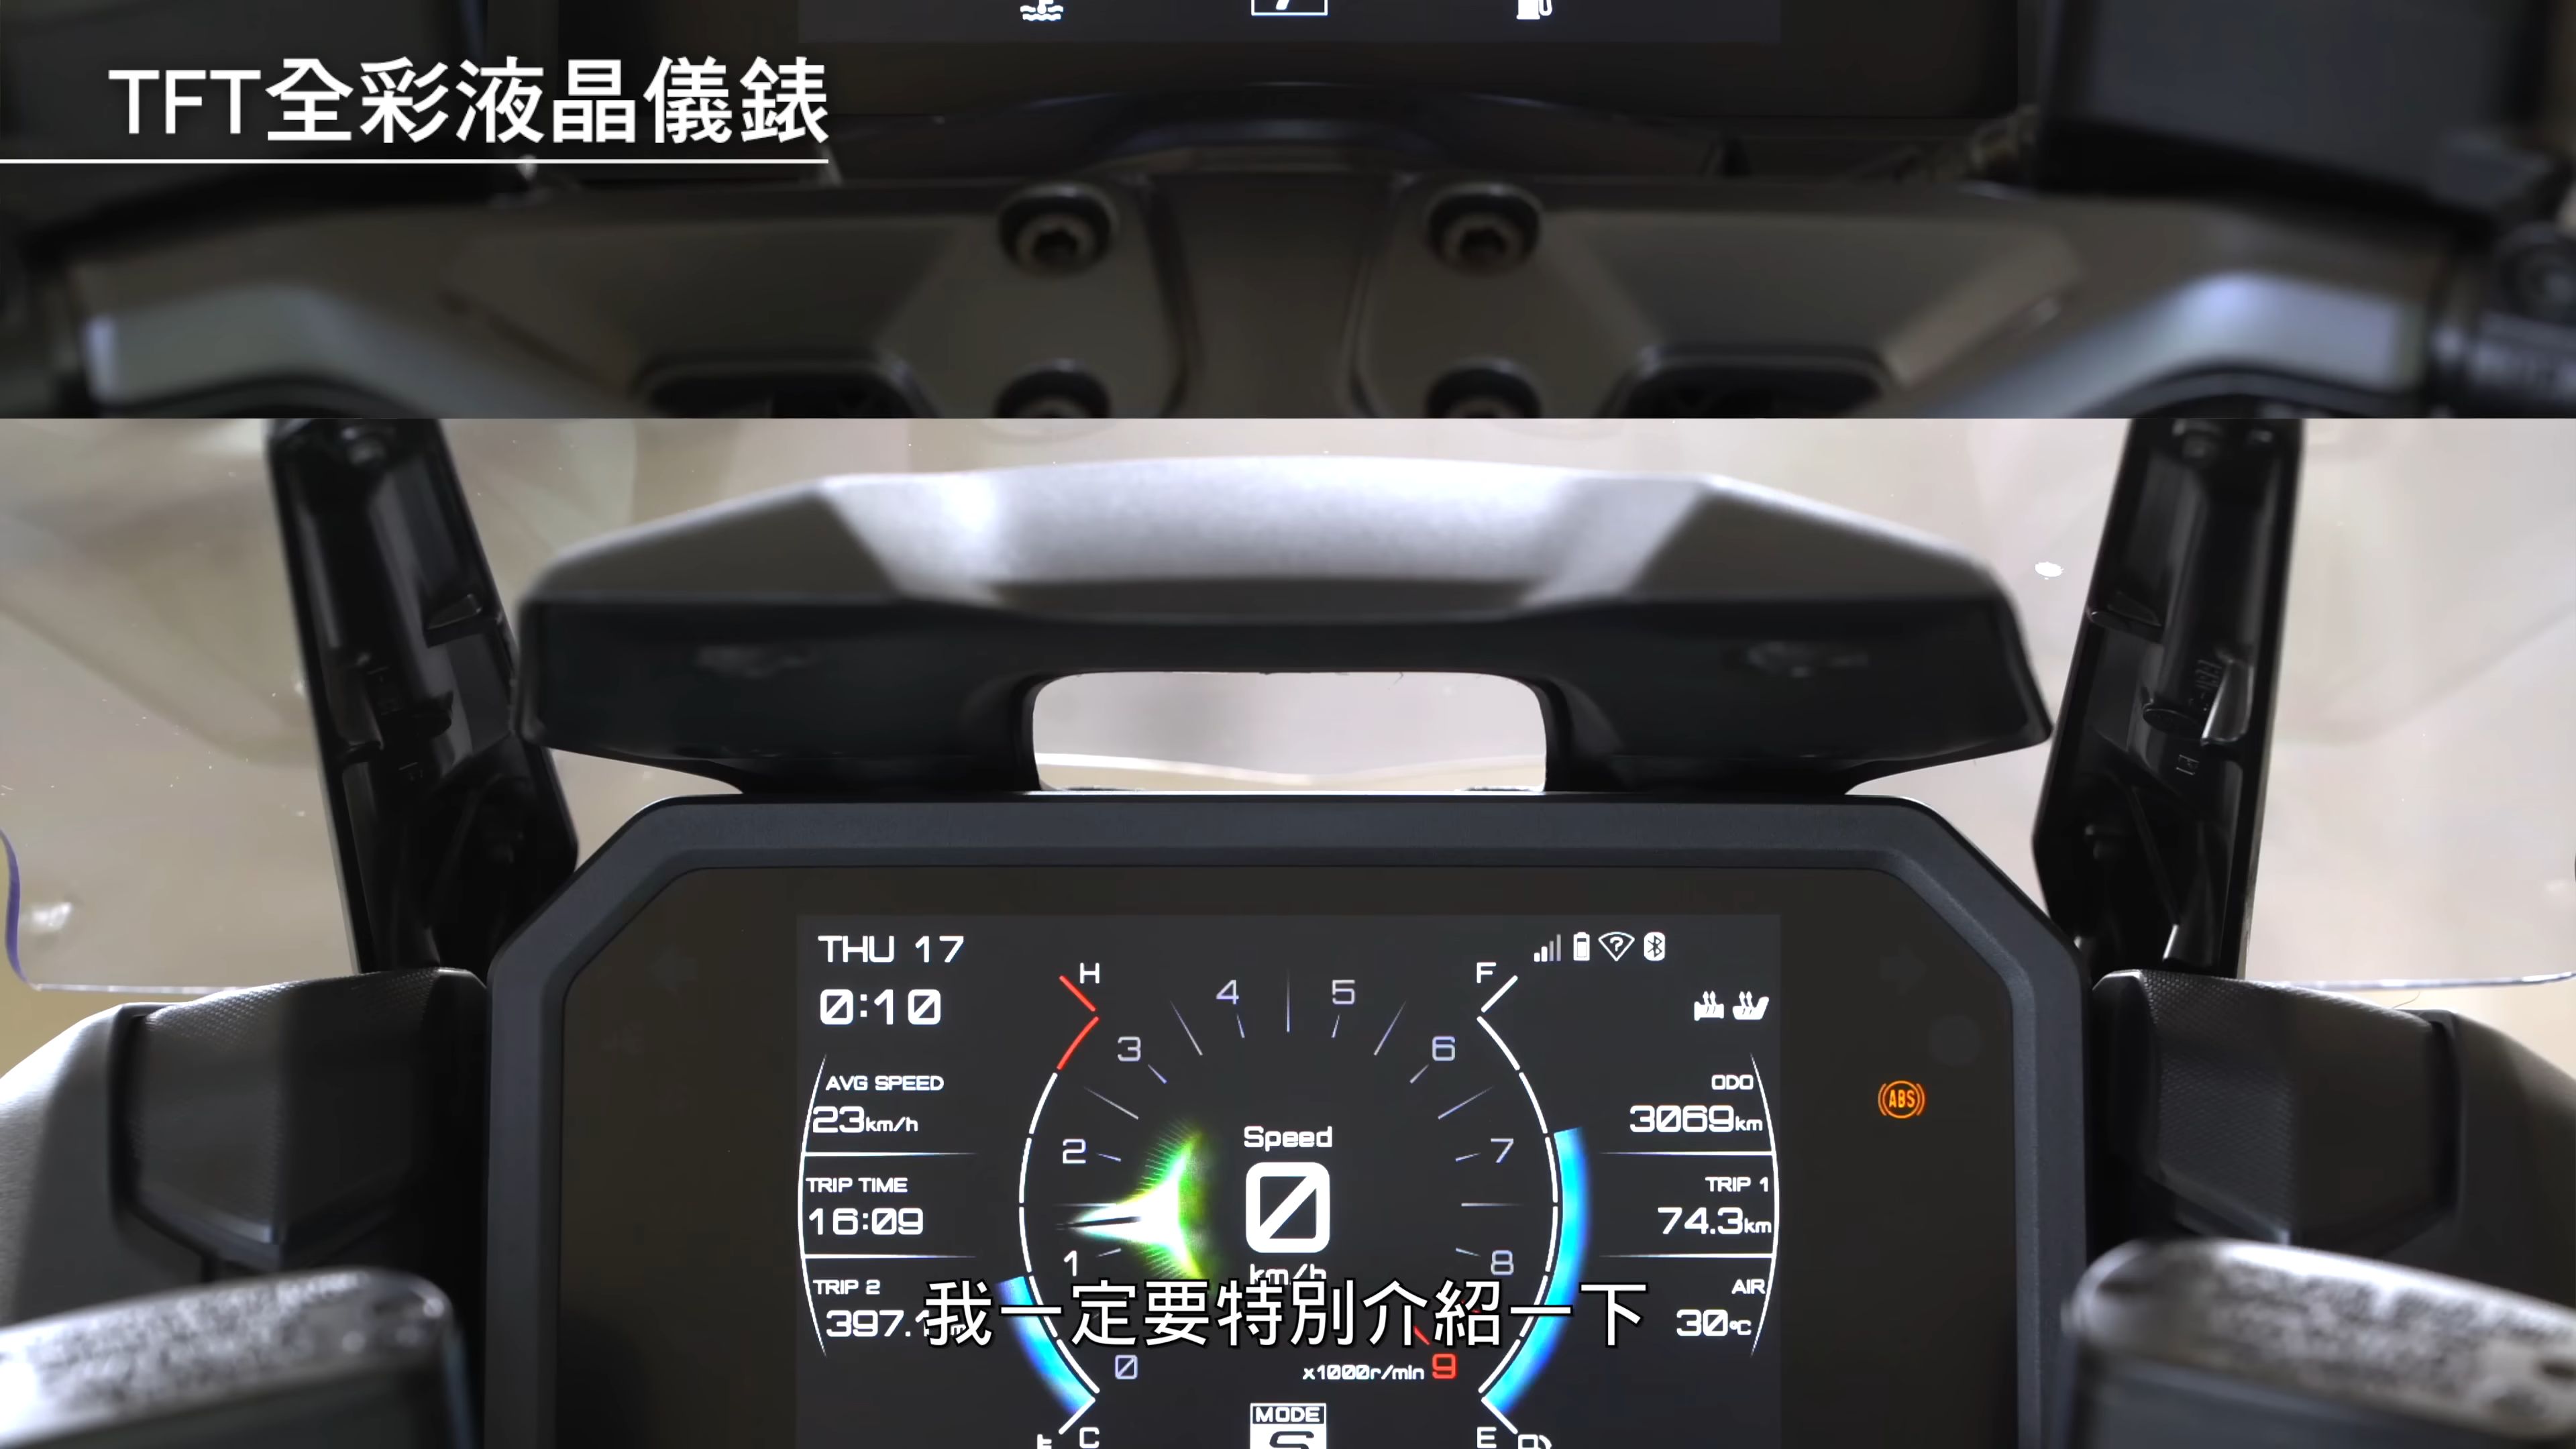 TFT全彩液晶儀錶
THU 17
0:10
H
4
5
F
3
6
AVG SPEED
23km/h
ODO
3069km
ABS
Speed
0
km/h
2
7
TRIP TIME
16:09
TRIP 1
74.3km
1
8
TRIP 2
397.
AIR
30°C
我一定要特別介紹一下
0
x1000r/min
9
MODE
S
C
E